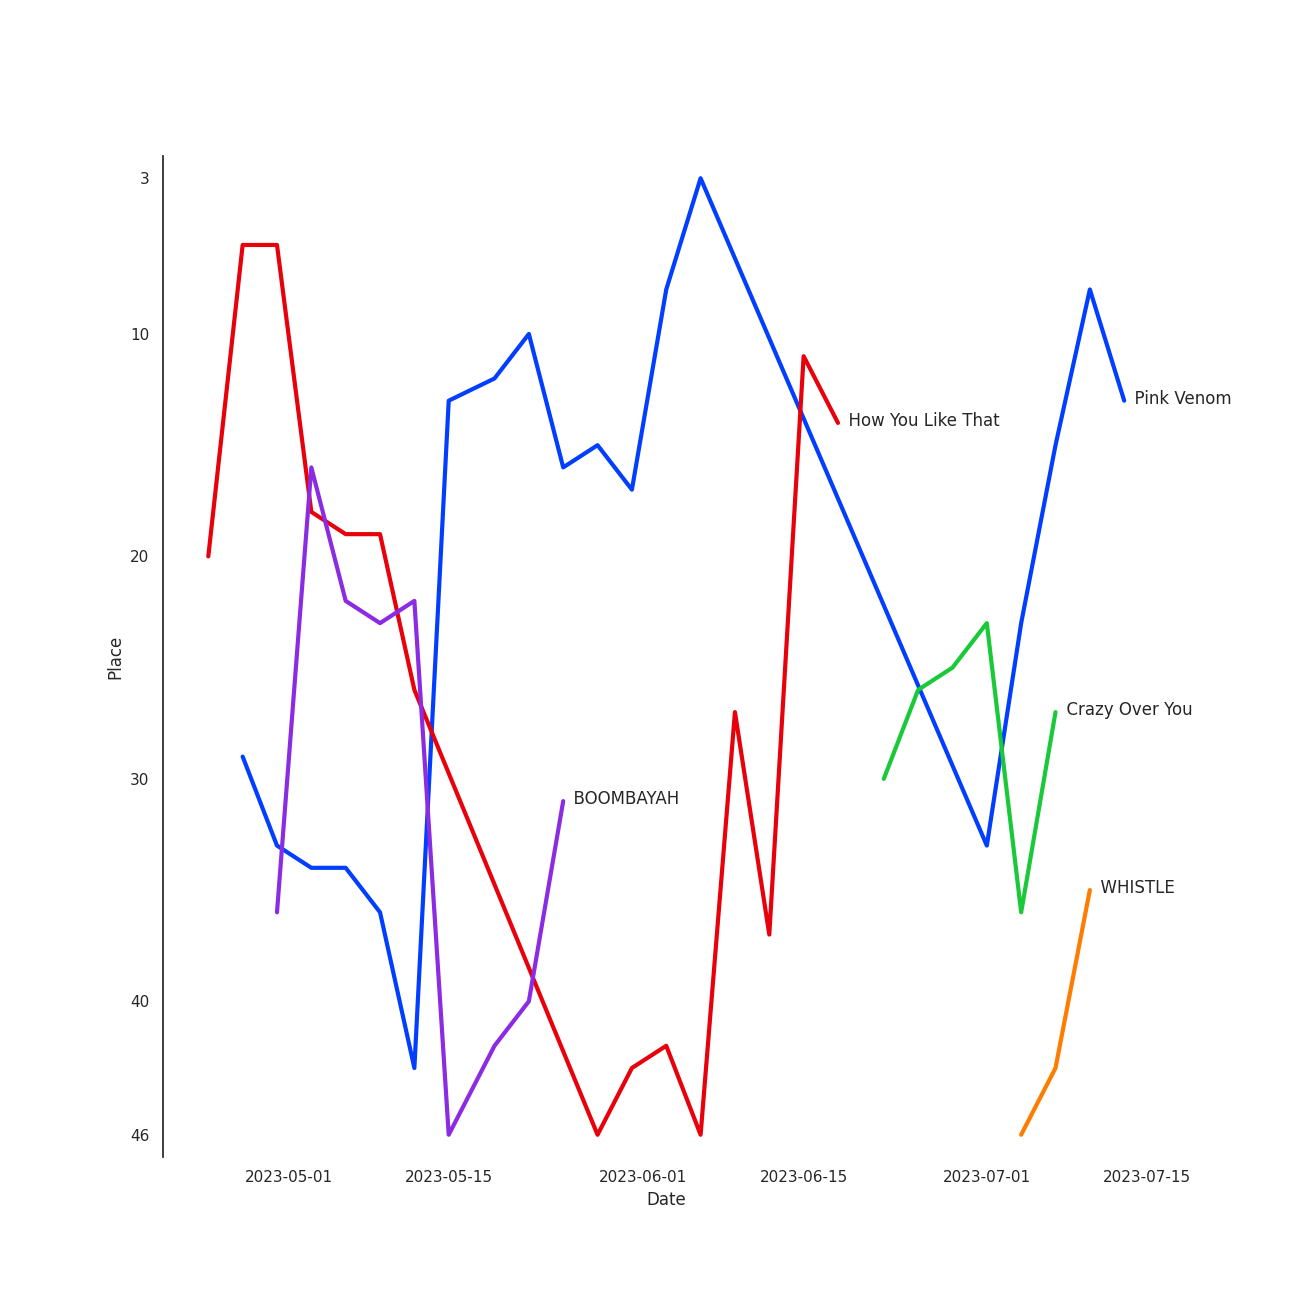 3
10
Pink Venom
How You Like That
20
Place
Crazy Over You
30
BOOMBAYAH
WHISTLE
40
46
2023-05-01 2023-05-15 2023-06-01 2023-06-15 2023-07-01 2023-07-15
Date